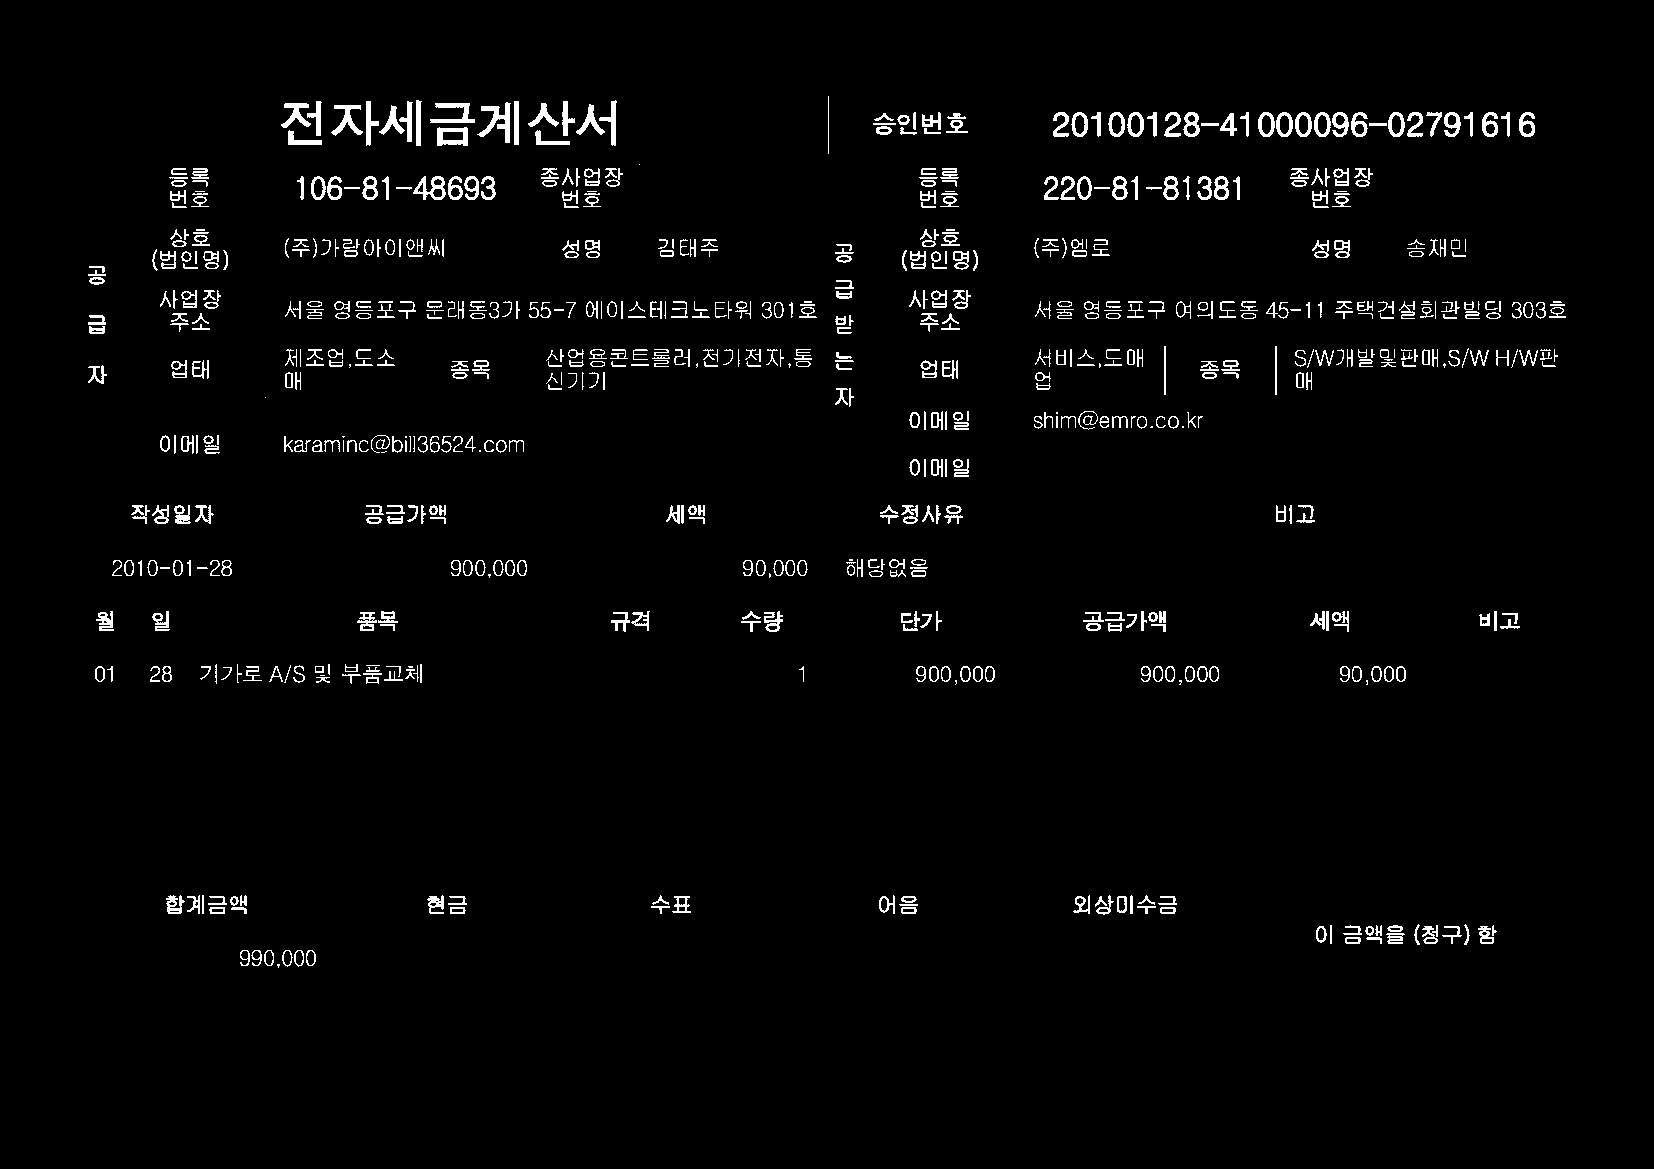 전자세금계산서 승인번호 20100128-41000096-02791616
공급자
등록번호 106-81-48693 종사업장번호
상호(법인명) (주)가람아이앤씨 성명 김태주
사업장주소 서울 영등포구 문래동3가 55-7 에이스테크노타워 301호
업태 제조업,도소매 종목 산업용콘트롤러,전기전자,통신기기
이메일 karaminc@bill36524.com
공급받는자
등록번호 220-81-81381 종사업장번호
상호(법인명) (주)엠로 성명 송재민
사업장주소 서울 영등포구 여의도동 45-11 주택건설회관빌딩 303호
업태 서비스,도매업 종목 S/W개발및판매,S/W H/W판매
이메일 shim@emro.co.kr
이메일
작성일자 공급가액 세액 수정사유 비고
2010-01-28 900,000 90,000 해당없음
월 일 품목 규격 수량 단가 공급가액 세액 비고
01 28 기가로 A/S 및 부품교체 1 900,000 900,000 90,000
합계금액 현금 수표 어음 외상미수금
990,000
이 금액을 (청구) 함